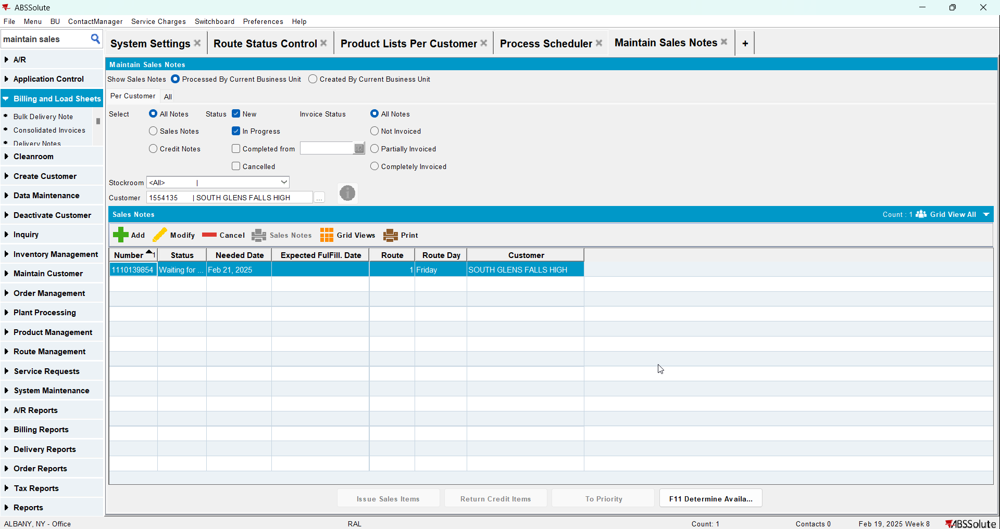 ABSSolute
File Menu BU ContactManager Service Charges Switchboard Preferences Help
maintain sales
System Settings
Route Status Control
Product Lists Per Customer
Process Scheduler
Maintain Sales Notes
+
A/R
Application Control
Billing and Load Sheets
Bulk Delivery Note
Consolidated Invoices
Delivery Notes
Cleanroom
Create Customer
Data Maintenance
Deactivate Customer
Inquiry
Inventory Management
Maintain Customer
Order Management
Plant Processing
Product Management
Route Management
Service Requests
System Maintenance
A/R Reports
Billing Reports
Delivery Reports
Order Reports
Tax Reports
Reports
Maintain Sales Notes
Show Sales Notes Processed By Current Business Unit Created By Current Business Unit
Per Customer All
Select All Notes Status New Invoice Status All Notes
Sales Notes In Progress Not Invoiced
Credit Notes Completed from 16 Partially Invoiced
Cancelled Completely Invoiced
Stockroom <All> |
Customer 1554135 | SOUTH GLENS FALLS HIGH ...
Sales Notes Count : 1 Grid View All
Add Modify Cancel Sales Notes Grid Views Print
Number 1 Status Needed Date Expected FulFill. Date Route Route Day Customer
1110139854 Waiting for ... Feb 21, 2025 1 Friday SOUTH GLENS FALLS HIGH
Issue Sales Items Return Credit Items To Priority F11 Determine Availa...
ALBANY, NY - Office RAL Count: 1 Contacts 0 Feb 19, 2025 Week 8 ABSSolute